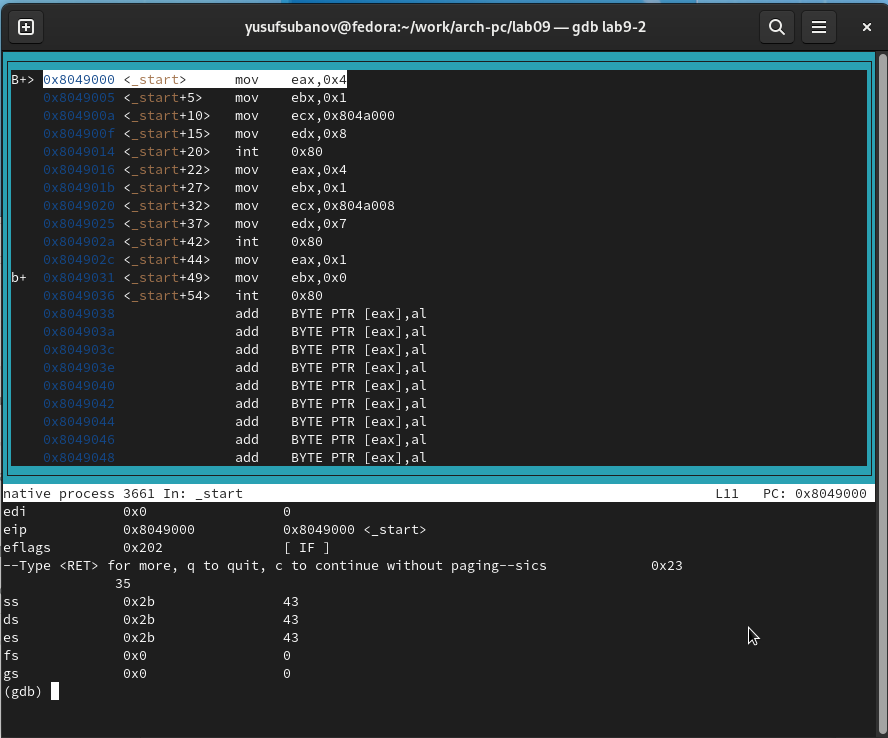 yusufsubanov@fedora:~/work/arch-pc/lab09 — gdb lab9-2
B+> 0x8049000 <_start> mov eax,0x4
0x8049005 <_start+5> mov ebx,0x1
0x804900a <_start+10> mov ecx,0x804a000
0x804900f <_start+15> mov edx,0x8
0x8049014 <_start+20> int 0x80
0x8049016 <_start+22> mov eax,0x4
0x804901b <_start+27> mov ebx,0x1
0x8049020 <_start+32> mov ecx,0x804a008
0x8049025 <_start+37> mov edx,0x7
0x804902a <_start+42> int 0x80
0x804902c <_start+44> mov eax,0x1
b+ 0x8049031 <_start+49> mov ebx,0x0
0x8049036 <_start+54> int 0x80
0x8049038 add BYTE PTR [eax],al
0x804903a add BYTE PTR [eax],al
0x804903c add BYTE PTR [eax],al
0x804903e add BYTE PTR [eax],al
0x8049040 add BYTE PTR [eax],al
0x8049042 add BYTE PTR [eax],al
0x8049044 add BYTE PTR [eax],al
0x8049046 add BYTE PTR [eax],al
0x8049048 add BYTE PTR [eax],al
native process 3661 In: _start L11 PC: 0x8049000
edi 0x0 0
eip 0x8049000 0x8049000 <_start>
eflags 0x202 [ IF ]
--Type <RET> for more, q to quit, c to continue without paging--sics 0x23
35
ss 0x2b 43
ds 0x2b 43
es 0x2b 43
fs 0x0 0
gs 0x0 0
(gdb)